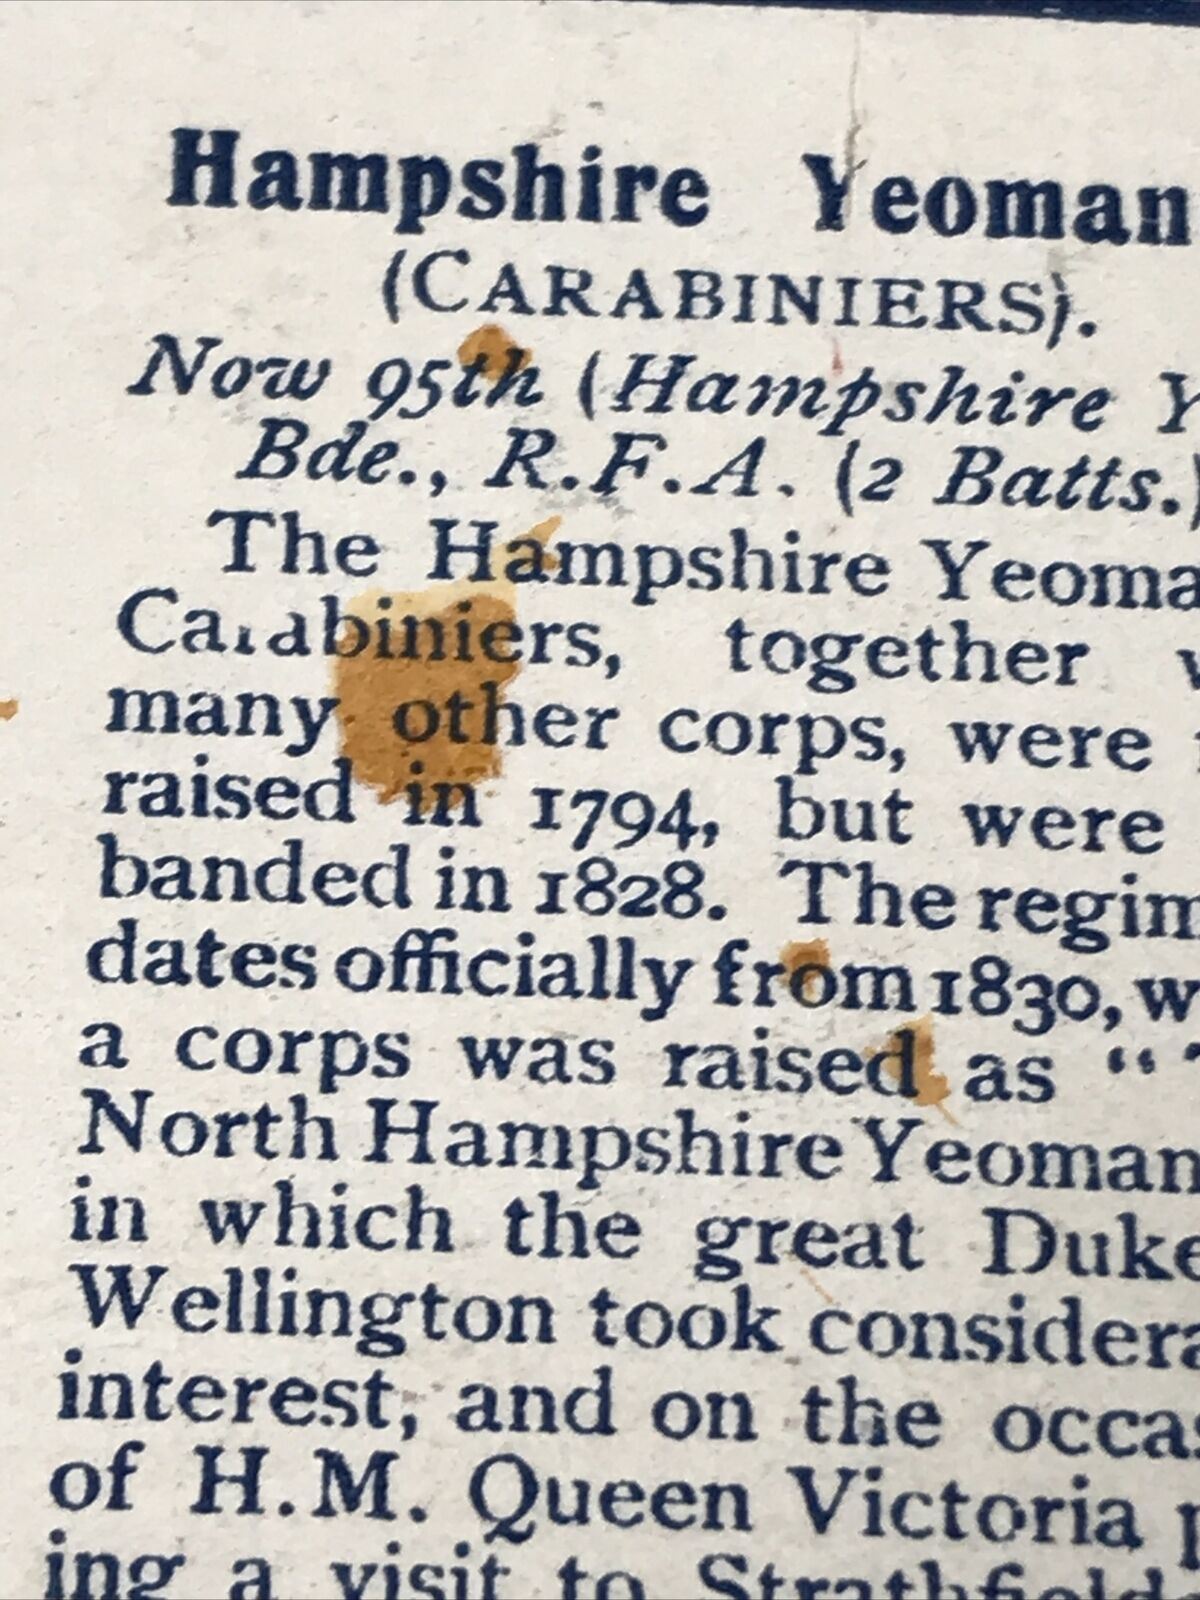 Hampshire Yeoman
(CARABINIERS).
Now 95th (Hampshire Y
Bde., R.F.A. (2 Batts.)
The Hampshire Yeoma
Carabiniers, together w
many other corps, were
raised in 1794, but were
banded in 1828. The regim
dates officially from 1830, w
a corps was raised as "
North Hampshire Yeoman
in which the great Duke
Wellington took considera
interest, and on the occas
of H.M. Queen Victoria p
ing a visit to Strathfield